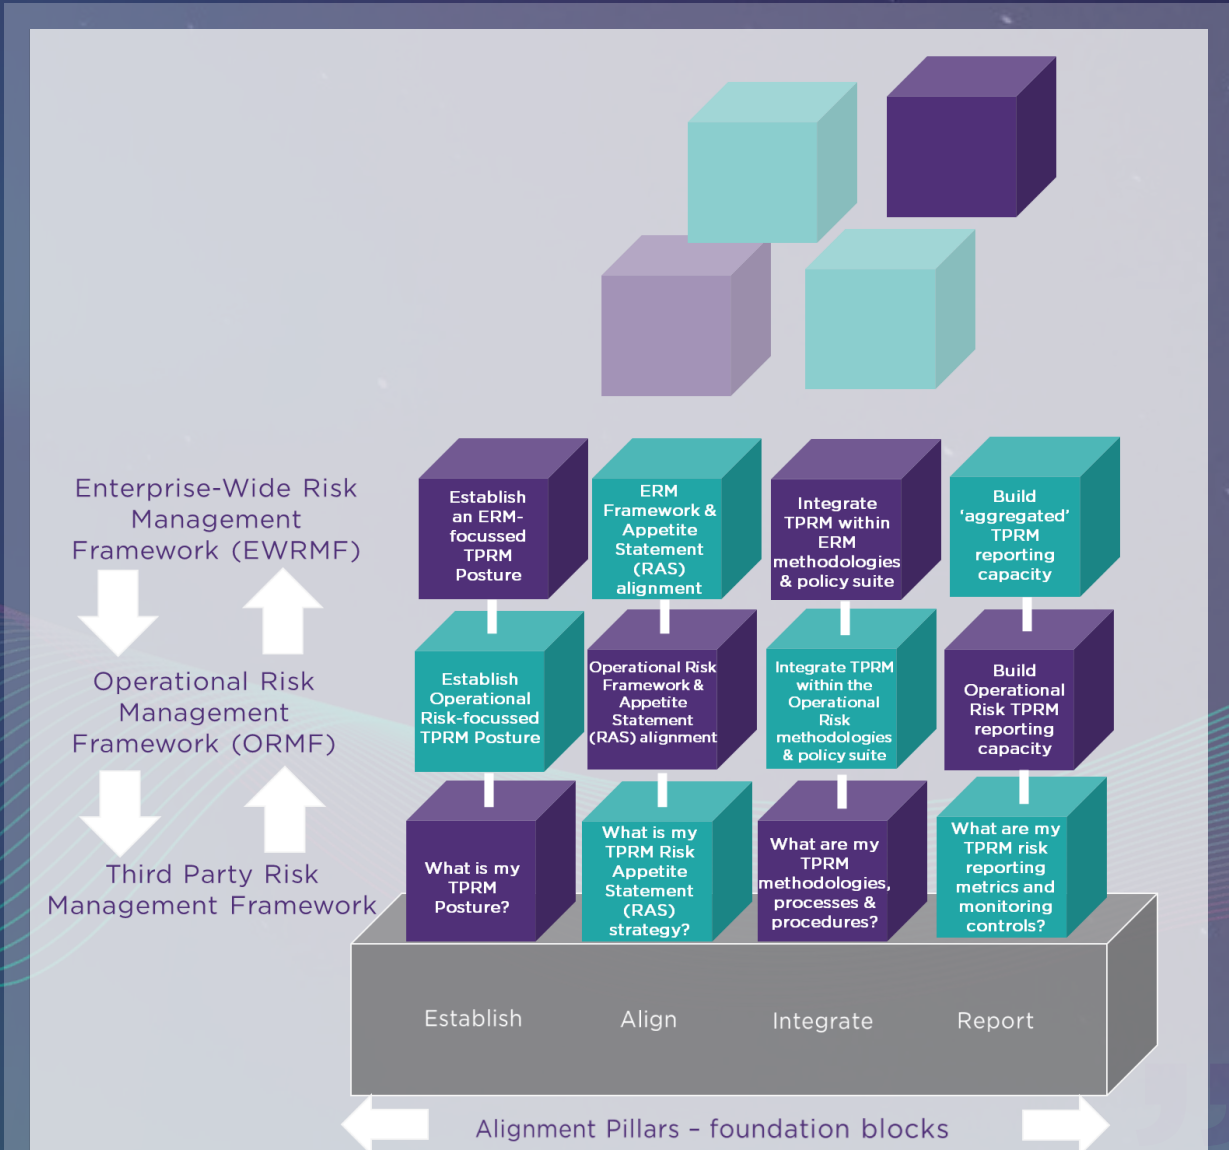 Enterprise-Wide Risk
Management
Framework (EWRMF)
Establish
an ERM-
focussed
TPRM
Posture
ERM
Framework &
Appetite
Statement
(RAS)
alignment
Integrate
TPRM within
ERM
methodologies
& policy suite
Build
‘aggregated’
TPRM
reporting
capacity
Operational Risk
Management
Framework (ORMF)
Establish
Operational
Risk-focussed
TPRM Posture
Operational Risk
Framework &
Appetite
Statement
(RAS) alignment
Integrate TPRM
within the
Operational
Risk
methodologies
& policy suite
Build
Operational
Risk TPRM
reporting
capacity
Third Party Risk
Management Framework
What is my
TPRM
Posture?
What is my
TPRM Risk
Appetite
Statement
(RAS)
strategy?
What are my
TPRM
methodologies,
processes &
procedures?
What are my
TPRM risk
reporting
metrics and
monitoring
controls?
Establish
Align
Integrate
Report
Alignment Pillars – foundation blocks